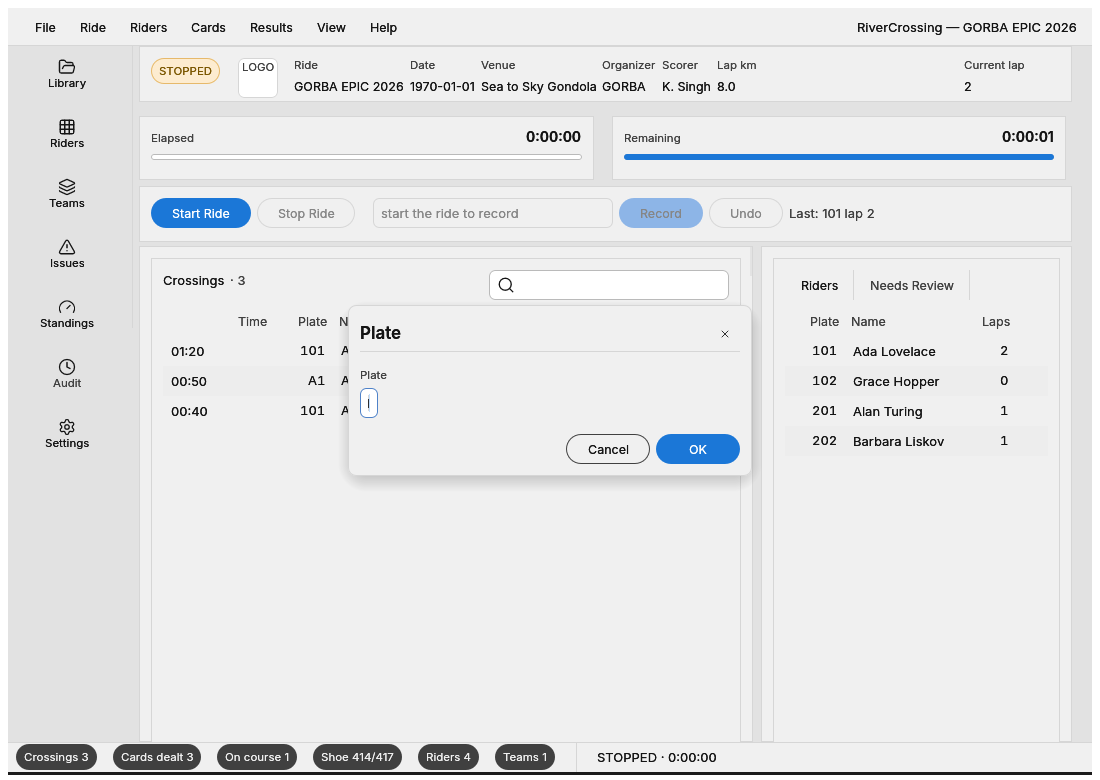 File Ride Riders Cards Results View Help RiverCrossing — GORBA EPIC 2026
Library
Riders
Teams
Issues
Standings
Audit
Settings
STOPPED
LOGO
Ride Date Venue Organizer Scorer Lap km Current lap
GORBA EPIC 2026 1970-01-01 Sea to Sky Gondola GORBA K. Singh 8.0 2
Elapsed 0:00:00
Remaining 0:00:01
Start Ride Stop Ride start the ride to record Record Undo Last: 101 lap 2
Crossings · 3
Time Plate N
01:20 101 A
00:50 A1 A
00:40 101 A
Plate ×
Plate
Cancel OK
Riders Needs Review
Plate Name Laps
101 Ada Lovelace 2
102 Grace Hopper 0
201 Alan Turing 1
202 Barbara Liskov 1
Crossings 3 Cards dealt 3 On course 1 Shoe 414/417 Riders 4 Teams 1 STOPPED · 0:00:00